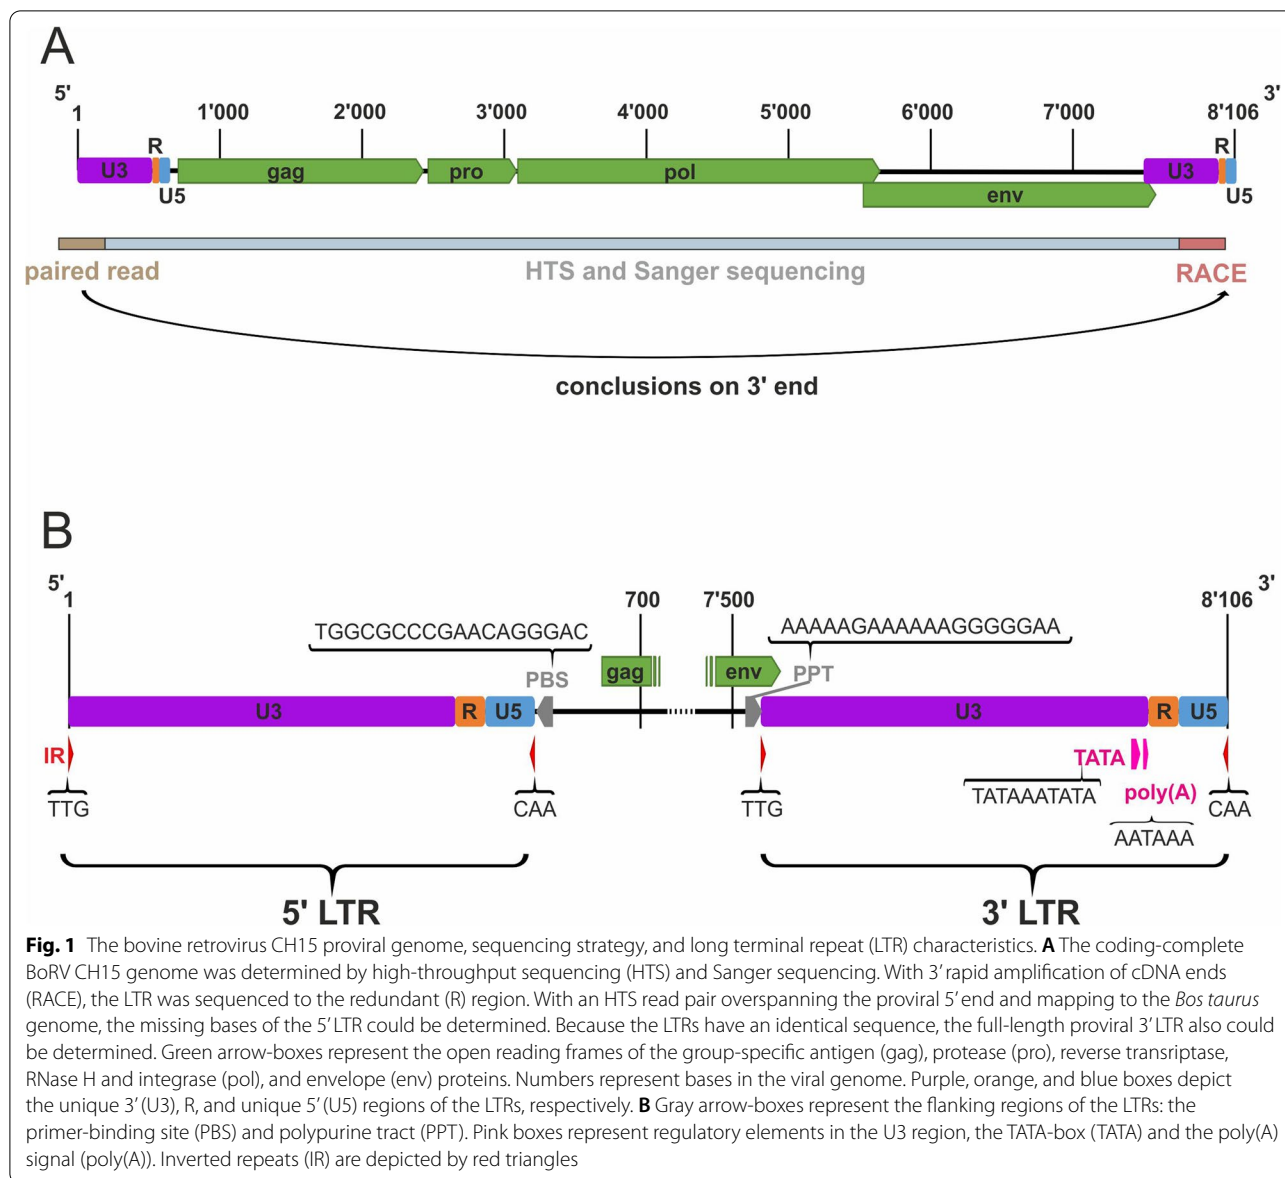 A
5' 3'
1 1'000 2'000 3'000 4'000 5'000 6'000 7'000 8'106
R R
U3 gag pro pol U3
U5 env U5
paired read HTS and Sanger sequencing RACE
conclusions on 3' end
B
5' 3'
1 700 7'500 8'106
TGGCGCCCGAACAGGGAC AAAAAGAAAAAAGGGGGAA
PBS gag env PPT
U3 R U5 U3 R U5
IR TATA
TTG CAA TTG TATAAATATA poly(A) CAA
AATAAA
5' LTR 3' LTR
Fig. 1 The bovine retrovirus CH15 proviral genome, sequencing strategy, and long terminal repeat (LTR) characteristics. A The coding-complete
BoRV CH15 genome was determined by high-throughput sequencing (HTS) and Sanger sequencing. With 3' rapid amplification of cDNA ends
(RACE), the LTR was sequenced to the redundant (R) region. With an HTS read pair overspanning the proviral 5' end and mapping to the Bos taurus
genome, the missing bases of the 5' LTR could be determined. Because the LTRs have an identical sequence, the full-length proviral 3' LTR also could
be determined. Green arrow-boxes represent the open reading frames of the group-specific antigen (gag), protease (pro), reverse transriptase,
RNase H and integrase (pol), and envelope (env) proteins. Numbers represent bases in the viral genome. Purple, orange, and blue boxes depict
the unique 3' (U3), R, and unique 5' (U5) regions of the LTRs, respectively. B Gray arrow-boxes represent the flanking regions of the LTRs: the
primer-binding site (PBS) and polypurine tract (PPT). Pink boxes represent regulatory elements in the U3 region, the TATA-box (TATA) and the poly(A)
signal (poly(A)). Inverted repeats (IR) are depicted by red triangles